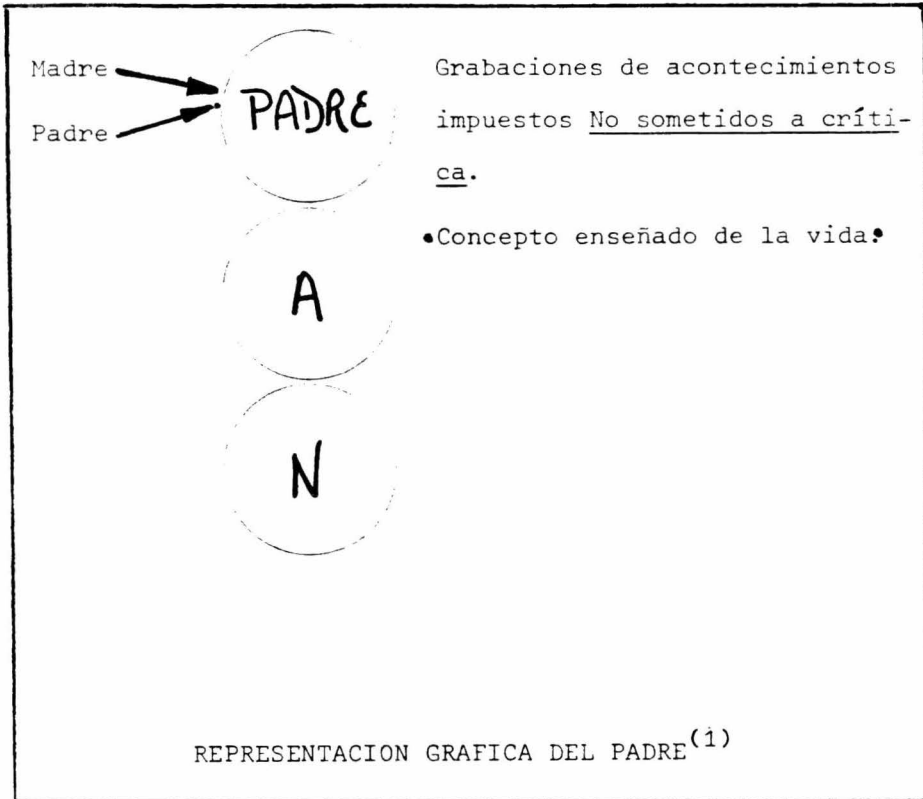 Madre
Padre
PADRE
Grabaciones de acontecimientos
impuestos No sometidos a críti-
ca.
•Concepto enseñado de la vida•
A
N
REPRESENTACION GRAFICA DEL PADRE(1)